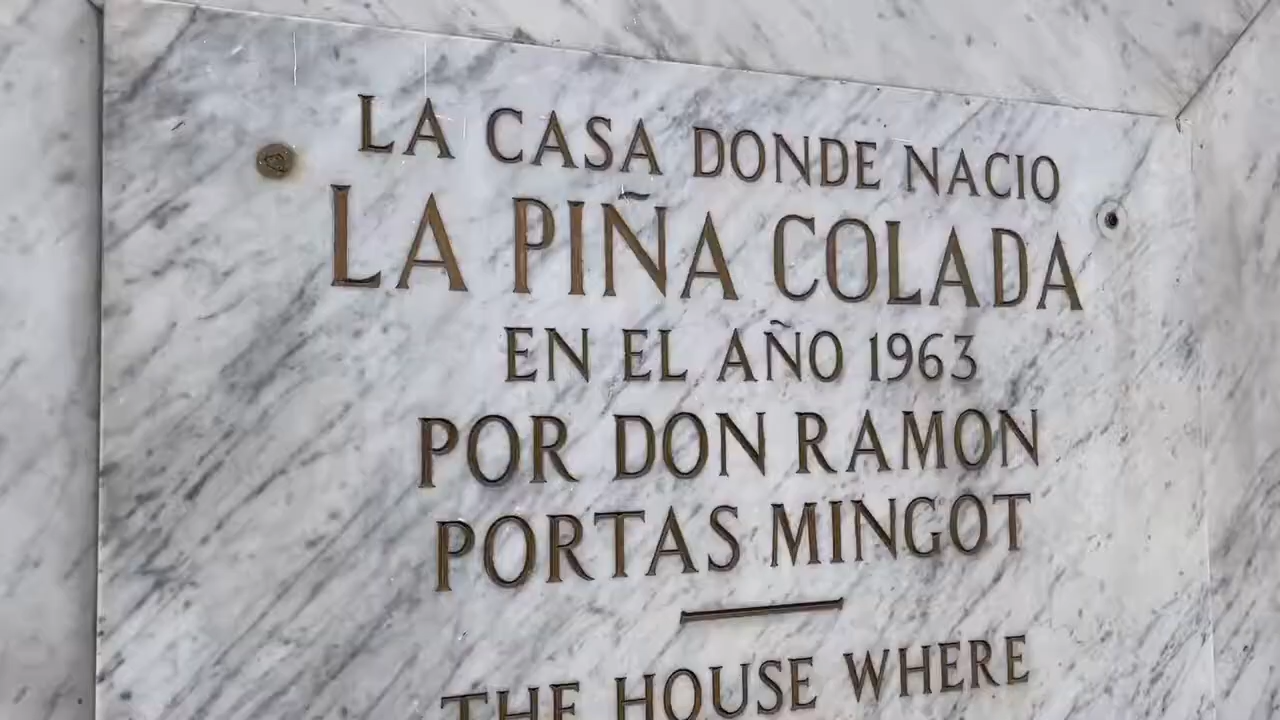 LA CASA DONDE NACIO
LA PIÑA COLADA
EN EL AÑO 1963
POR DON RAMON
PORTAS MINGOT
THE HOUSE WHERE